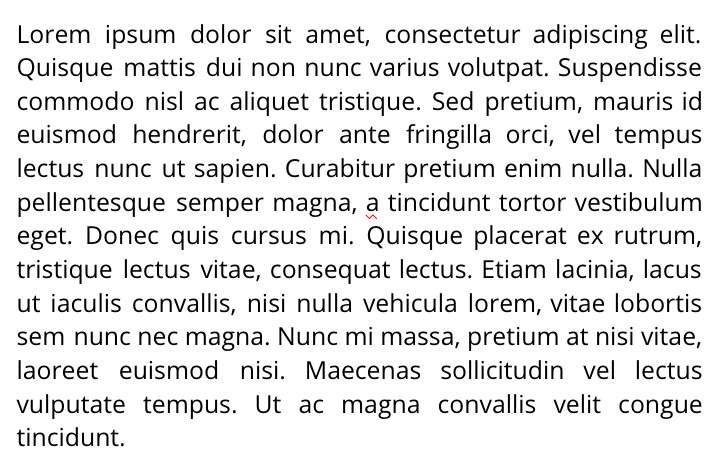 Lorem ipsum dolor sit amet, consectetur adipiscing elit.
Quisque mattis dui non nunc varius volutpat. Suspendisse
commodo nisl ac aliquet tristique. Sed pretium, mauris id
euismod hendrerit, dolor ante fringilla orci, vel tempus
lectus nunc ut sapien. Curabitur pretium enim nulla. Nulla
pellentesque semper magna, a tincidunt tortor vestibulum
eget. Donec quis cursus mi. Quisque placerat ex rutrum,
tristique lectus vitae, consequat lectus. Etiam lacinia, lacus
ut iaculis convallis, nisi nulla vehicula lorem, vitae lobortis
sem nunc nec magna. Nunc mi massa, pretium at nisi vitae,
laoreet euismod nisi. Maecenas sollicitudin vel lectus
vulputate tempus. Ut ac magna convallis velit congue
tincidunt.